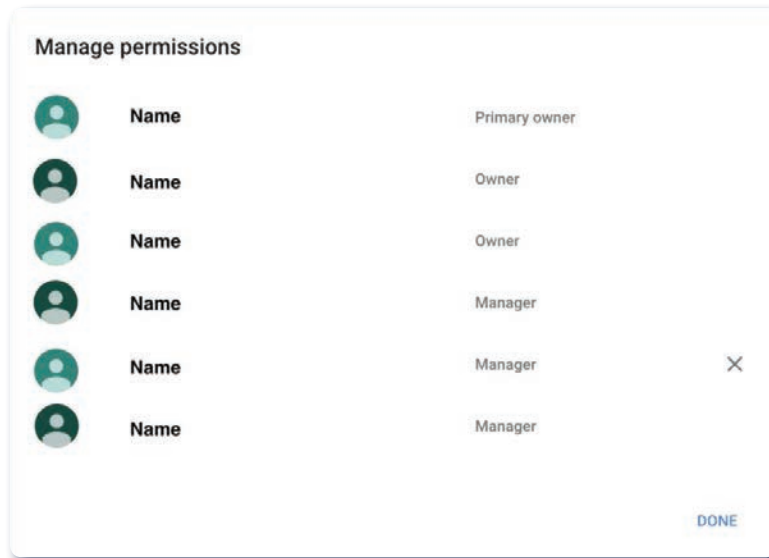 Manage permissions
Name Primary owner
Name Owner
Name Owner
Name Manager
Name Manager
Name Manager
DONE